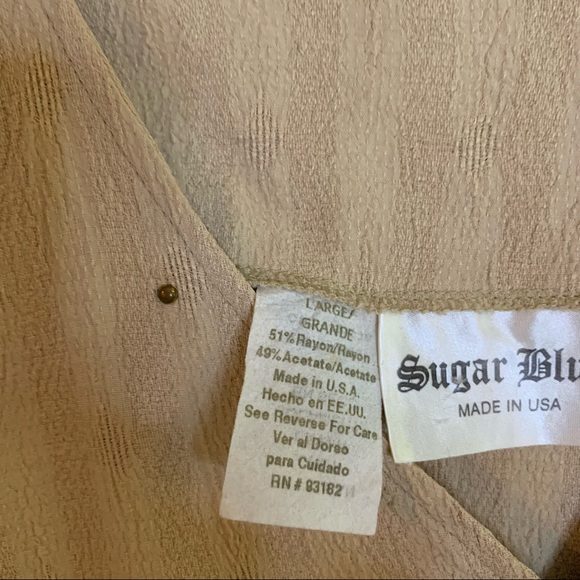 LARGE/
GRANDE
51% Rayon/Rayon
49% Acetate/Acetate
Made in U.S.A.
Hecho en EE.UU.
See Reverse For Care
Ver al Dorso
para Cuidado
RN # 93182
Sugar
MADE IN USA